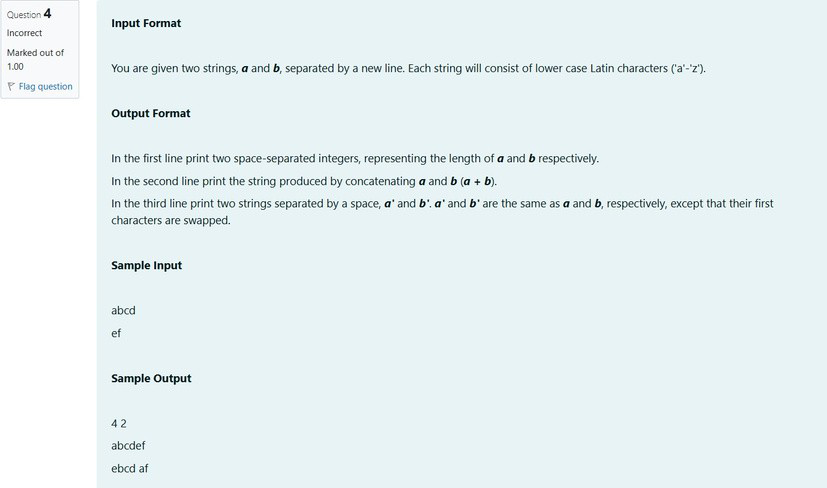 Question 4
Incorrect
Marked out of
1.00
Flag question
Input Format
You are given two strings, a and b, separated by a new line. Each string will consist of lower case Latin characters ('a'-'z').
Output Format
In the first line print two space-separated integers, representing the length of a and b respectively.
In the second line print the string produced by concatenating a and b (a + b).
In the third line print two strings separated by a space, a' and b'. a' and b' are the same as a and b, respectively, except that their first
characters are swapped.
Sample Input
abcd
ef
Sample Output
4 2
abcdef
ebcd af